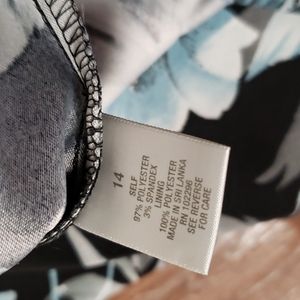 14
SELF
97% POLYESTER
3% SPANDEX
LINING
100% POLYESTER
MADE IN SRI LANKA
RN 102296
SEE REVERSE
FOR CARE